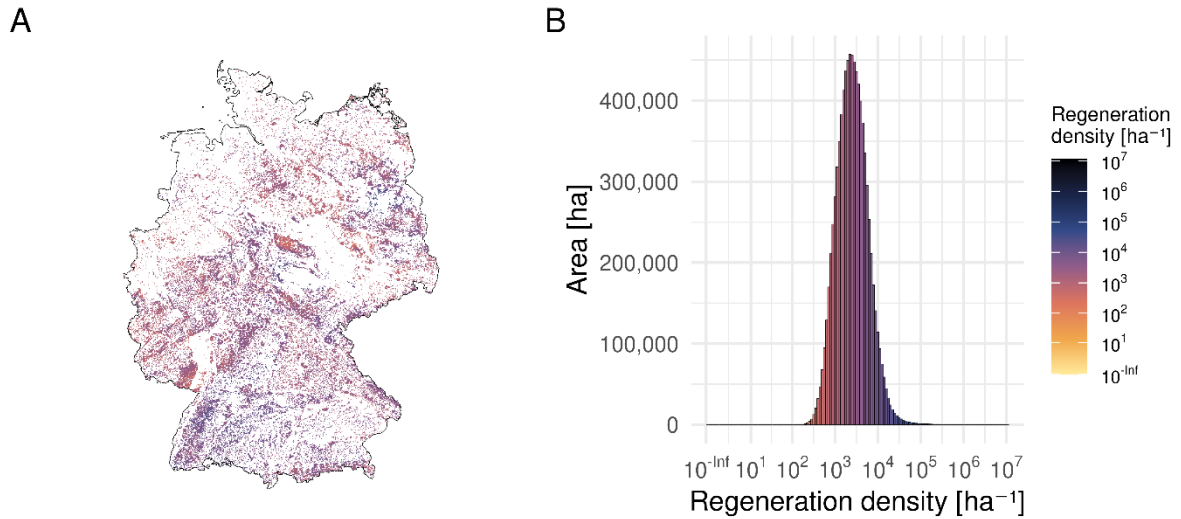 A
B
400,000
300,000
200,000
100,000
0
Area [ha]
10^-Inf 10^1 10^2 10^3 10^4 10^5 10^6 10^7
Regeneration density [ha⁻¹]
Regeneration
density [ha⁻¹]
10^7
10^6
10^5
10^4
10^3
10^2
10^1
10^-Inf